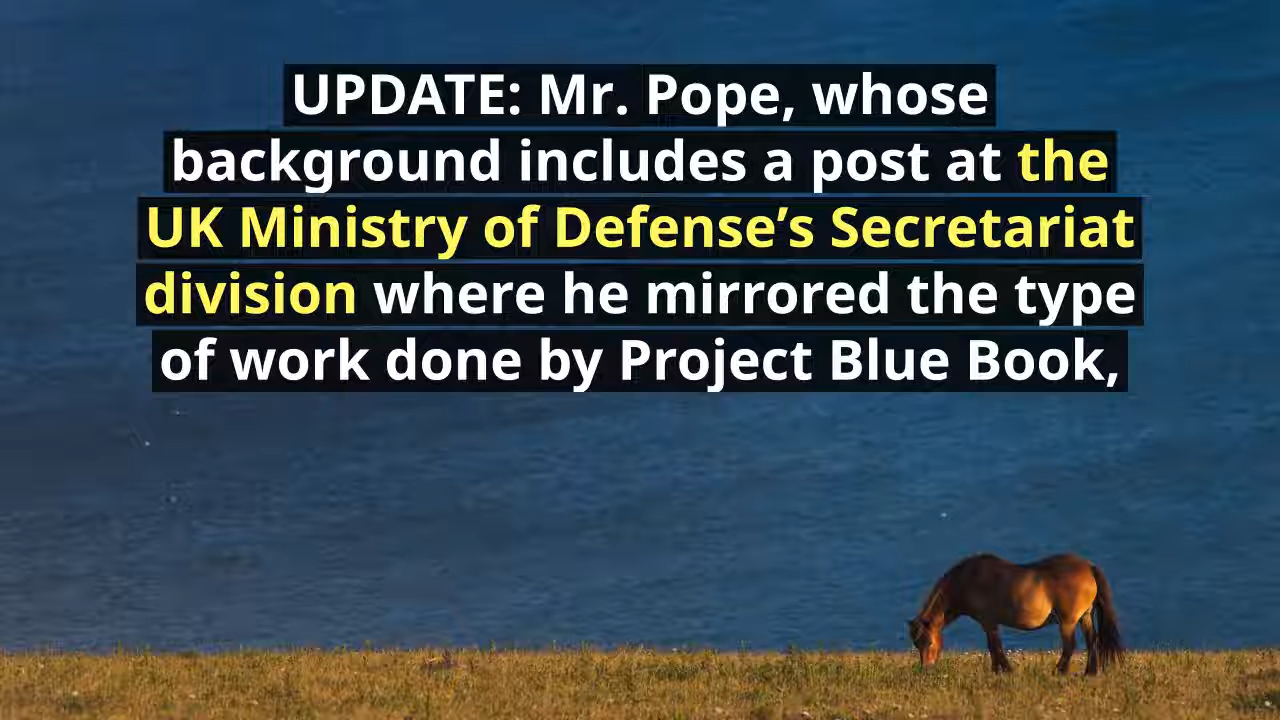 UPDATE: Mr. Pope, whose
background includes a post at the
UK Ministry of Defense’s Secretariat
division where he mirrored the type
of work done by Project Blue Book,